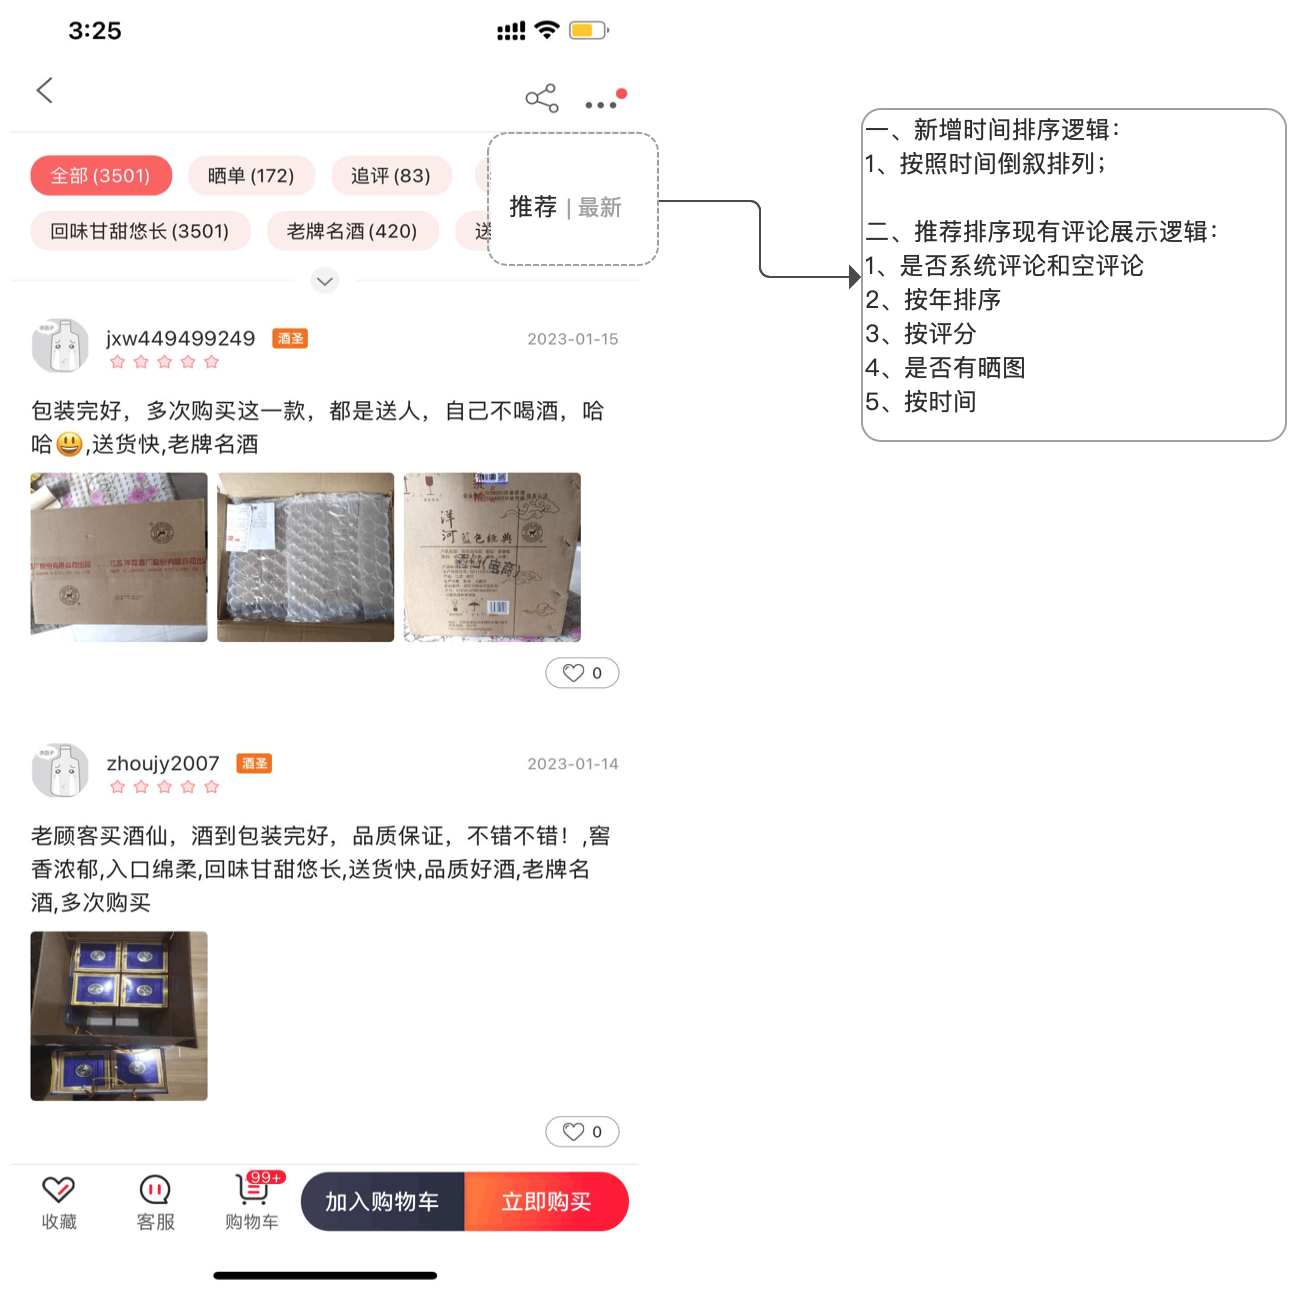 3:25
全部 (3501)
晒单 (172)
追评 (83)
推荐 | 最新
回味甘甜悠长 (3501)
老牌名酒 (420)
送
jxw449499249
酒圣
2023-01-15
包装完好，多次购买这一款，都是送人，自己不喝酒，哈
哈😃,送货快,老牌名酒
洋
河 蓝色经典
(电商)
0
zhoujy2007
酒圣
2023-01-14
老顾客买酒仙，酒到包装完好，品质保证，不错不错！,窖
香浓郁,入口绵柔,回味甘甜悠长,送货快,品质好酒,老牌名
酒,多次购买
0
99+
收藏
客服
购物车
加入购物车
立即购买
一、新增时间排序逻辑：
1、按照时间倒叙排列；
二、推荐排序现有评论展示逻辑：
1、是否系统评论和空评论
2、按年排序
3、按评分
4、是否有晒图
5、按时间